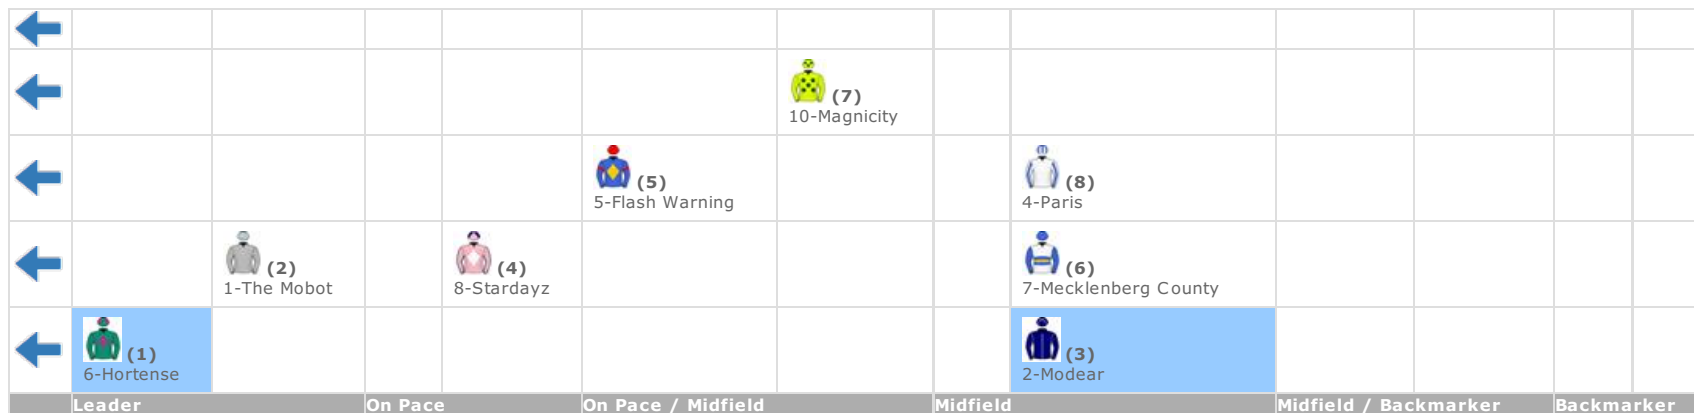 (7)
10-Magnicity
(5)
5-Flash Warning
(8)
4-Paris
(2)
1-The Mobot
(4)
8-Stardayz
(6)
7-Mecklenberg County
(1)
6-Hortense
(3)
2-Modear
Leader On Pace On Pace / Midfield Midfield Midfield / Backmarker Backmarker